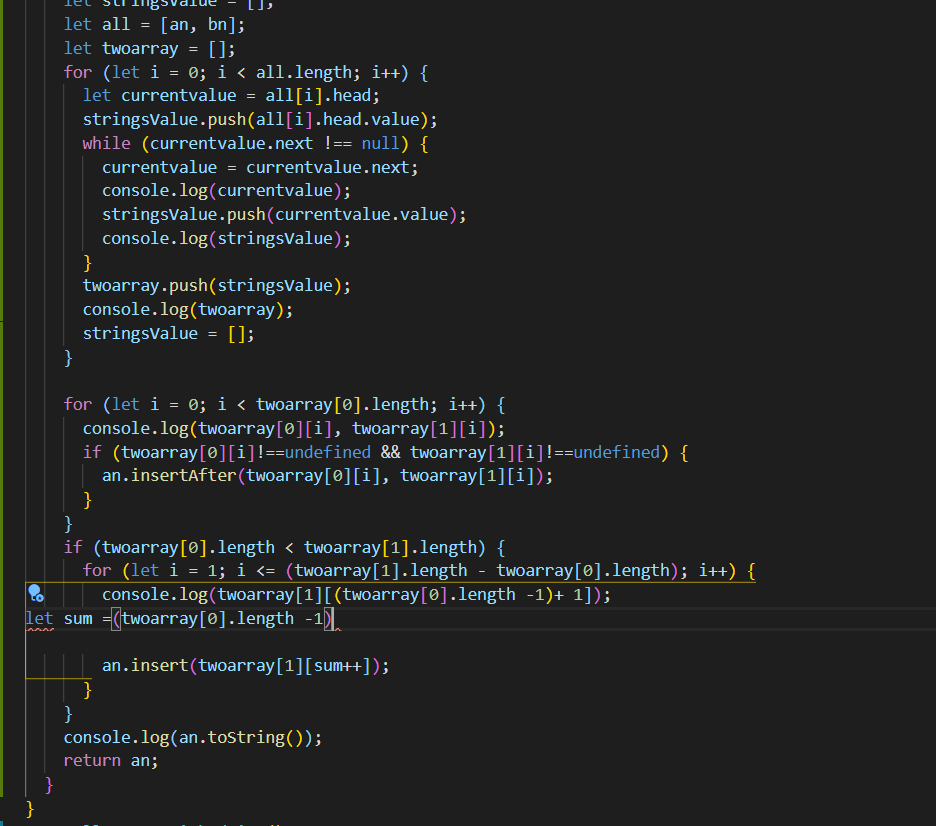 let stringsValue = [];
let all = [an, bn];
let twoarray = [];
for (let i = 0; i < all.length; i++) {
let currentvalue = all[i].head;
stringsValue.push(all[i].head.value);
while (currentvalue.next !== null) {
currentvalue = currentvalue.next;
console.log(currentvalue);
stringsValue.push(currentvalue.value);
console.log(stringsValue);
}
twoarray.push(stringsValue);
console.log(twoarray);
stringsValue = [];
}
for (let i = 0; i < twoarray[0].length; i++) {
console.log(twoarray[0][i], twoarray[1][i]);
if (twoarray[0][i]!==undefined && twoarray[1][i]!==undefined) {
an.insertAfter(twoarray[0][i], twoarray[1][i]);
}
}
if (twoarray[0].length < twoarray[1].length) {
for (let i = 1; i <= (twoarray[1].length - twoarray[0].length); i++) {
console.log(twoarray[1][(twoarray[0].length -1)+ 1]);
let sum =(twoarray[0].length -1)
an.insert(twoarray[1][sum++]);
}
}
console.log(an.toString());
return an;
}
}